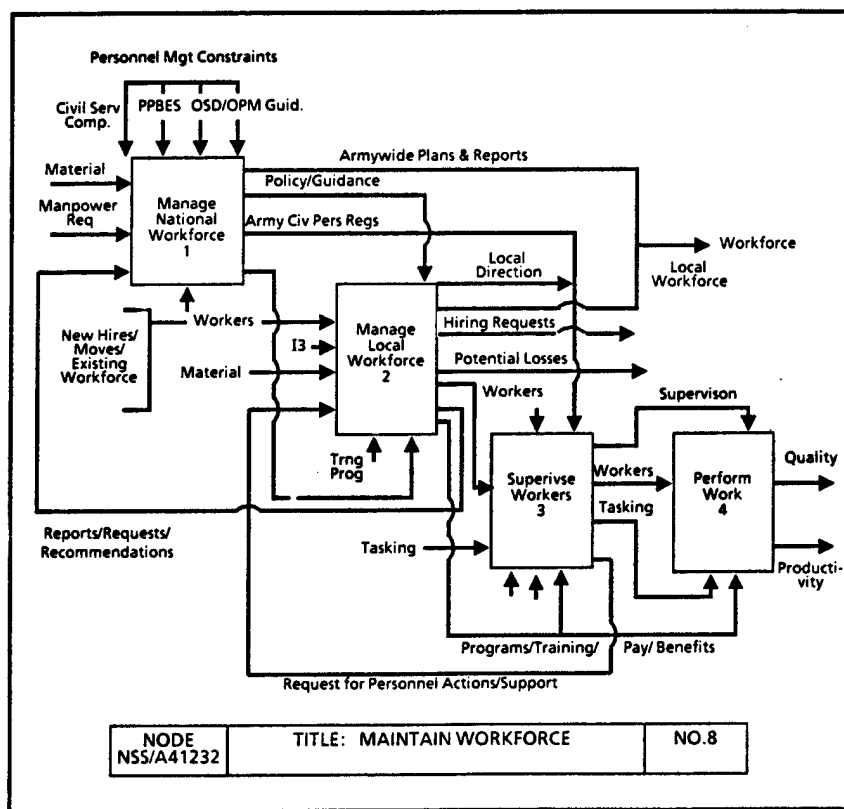 Personnel Mgt Constraints
Civil Serv
Comp.
PPBES
OSD/OPM Guid.
Armywide Plans & Reports
Material
Policy/Guidance
Manpower
Req
Manage
National
Workforce
1
Army Civ Pers Regs
Workforce
Local
Direction
Local
Workforce
New Hires/
Moves/
Existing
Workforce
Workers
Manage
Local
Workforce
2
Hiring Requests
I3
Material
Potential Losses
Workers
Supervison
Trng
Prog
Superivse
Workers
3
Workers
Perform
Work
4
Quality
Tasking
Reports/Requests/
Recommendations
Tasking
Producti-
vity
Programs/Training/ Pay/ Benefits
Request for Personnel Actions/Support
NODE
NSS/A41232
TITLE: MAINTAIN WORKFORCE
NO.8